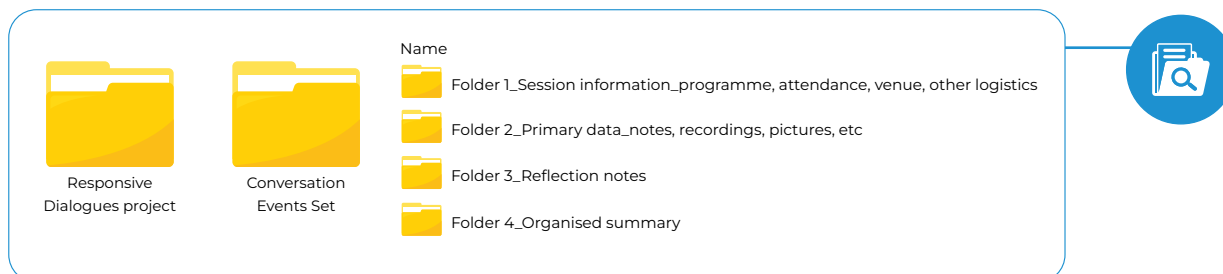 Name
Folder 1_Session information_programme, attendance, venue, other logistics
Folder 2_Primary data_notes, recordings, pictures, etc
Folder 3_Reflection notes
Folder 4_Organised summary
Responsive
Dialogues project
Conversation
Events Set